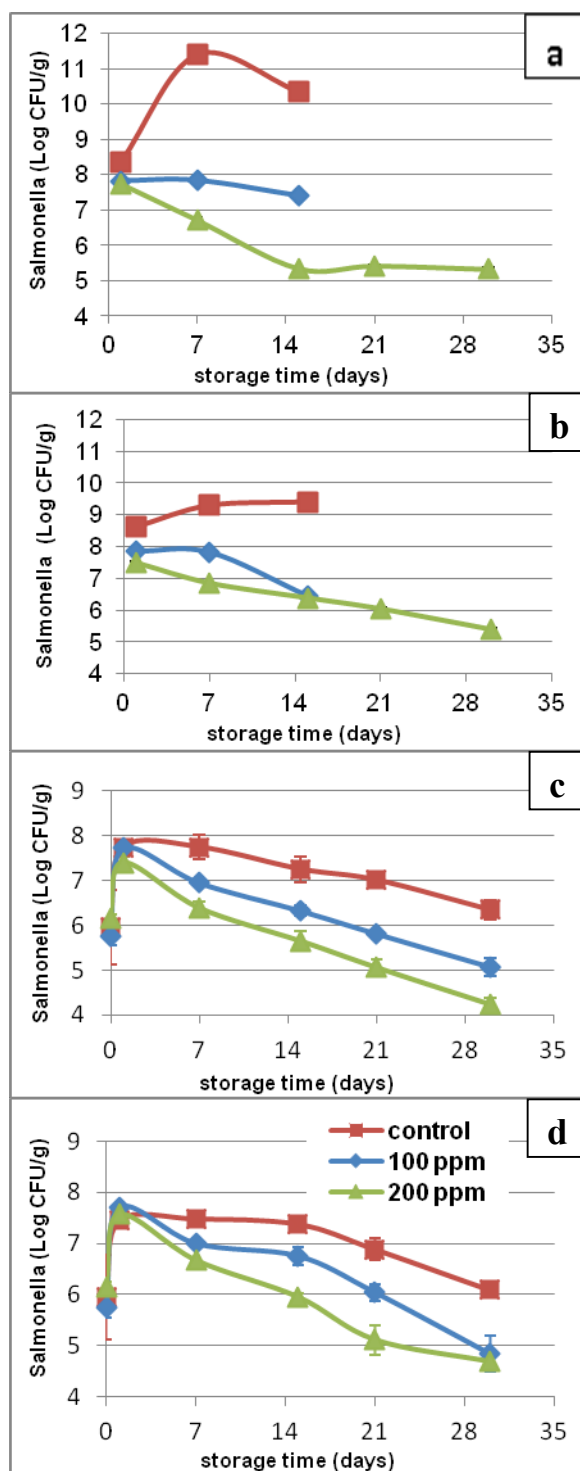 a
12
11
10
9
8
7
6
5
4
Salmonella (Log CFU/g)
0 7 14 21 28 35
storage time (days)
b
12
11
10
9
8
7
6
5
4
Salmonella (Log CFU/g)
0 7 14 21 28 35
storage time (days)
c
9
8
7
6
5
4
Salmonella (Log CFU/g)
0 7 14 21 28 35
storage time (days)
d
control
100 ppm
200 ppm
9
8
7
6
5
4
Salmonella (Log CFU/g)
0 7 14 21 28 35
storage time (days)